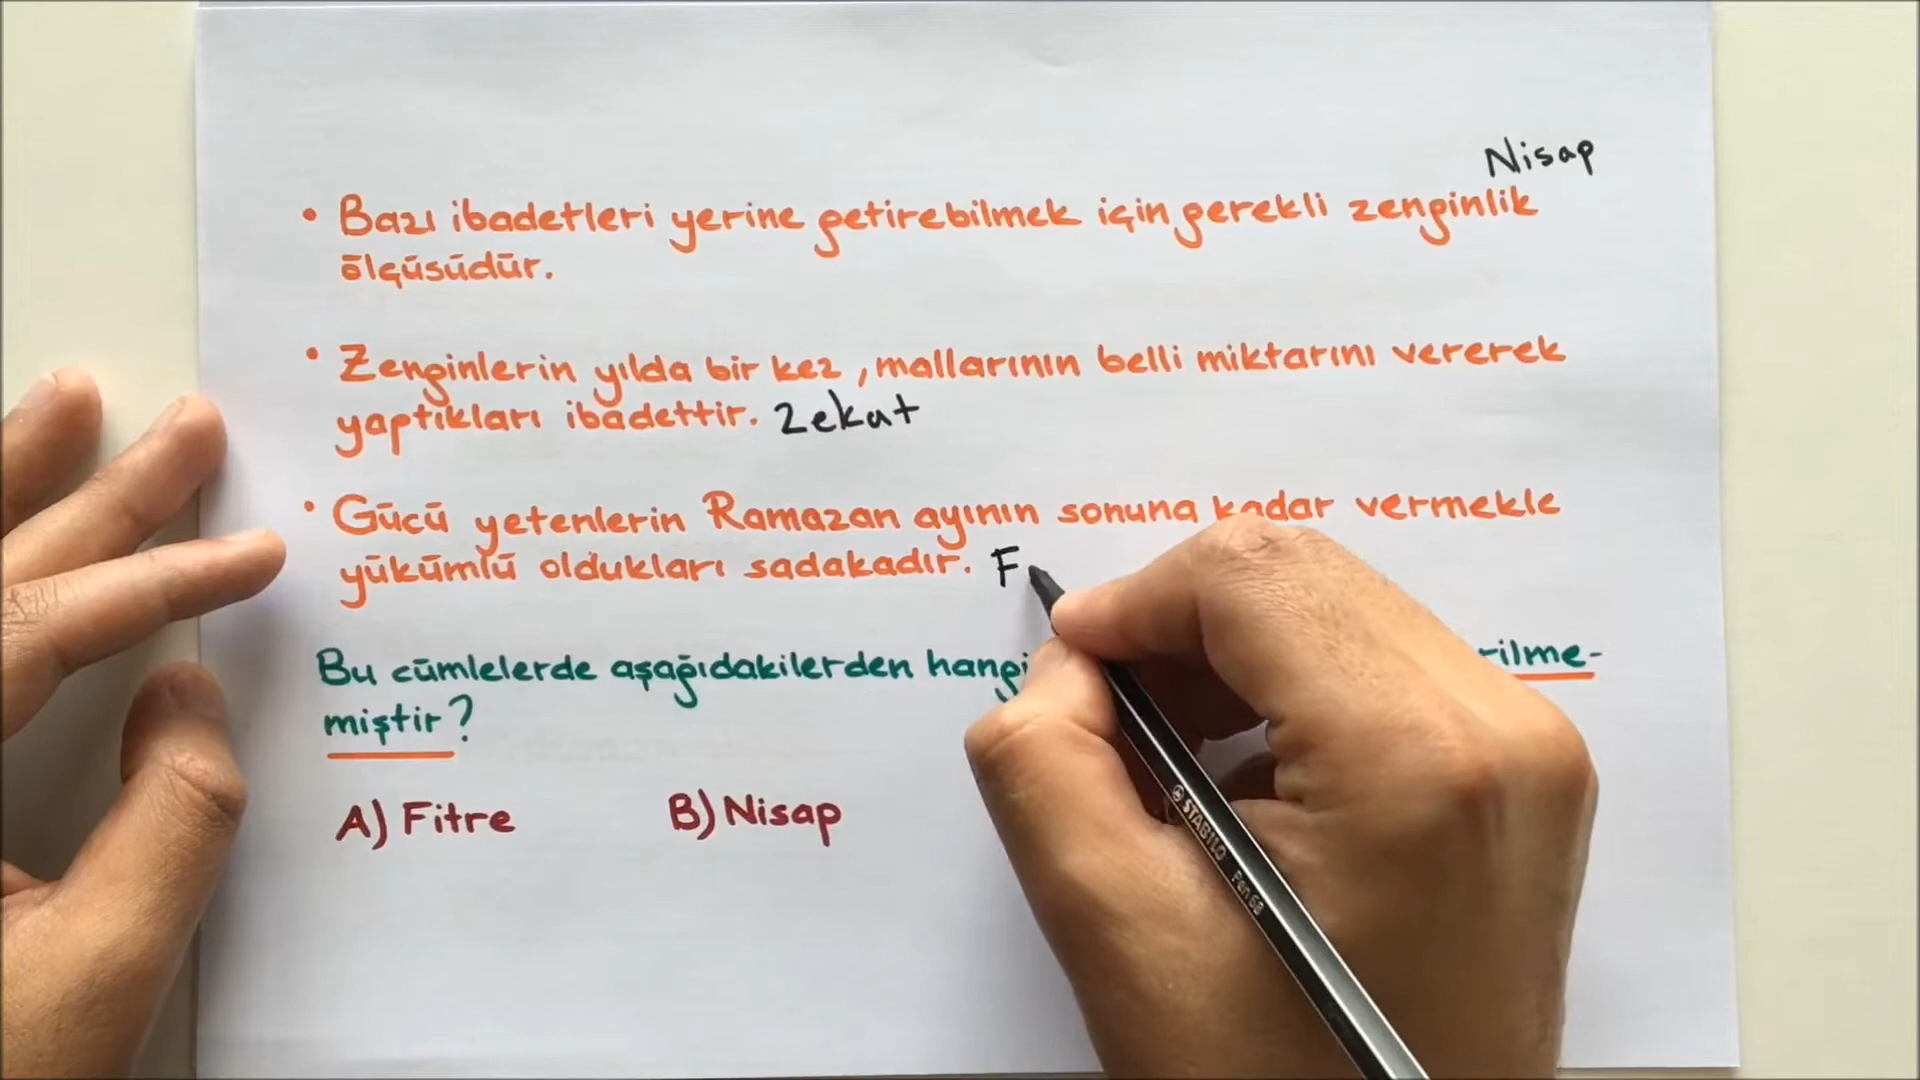 Nisap
• Bazı ibadetleri yerine getirebilmek için gerekli zenginlik
ölçüsüdür.
• Zenginlerin yılda bir kez, mallarının belli miktarını vererek
yaptıkları ibadettir. Zekat
• Gücü yetenlerin Ramazan ayının sonuna kadar vermekle
yükümlü oldukları sadakadır. F
Bu cümlelerde aşağıdakilerden hangi rilme-
miştir?
A) Fitre B) Nisap
STABILO Pen 68